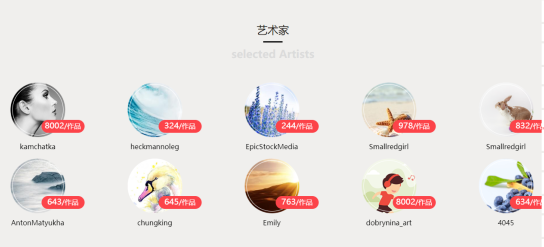 艺术家
selected Artists
8002/作品
324/作品
244/作品
978/作品
832/作品
kamchatka
heckmannoleg
EpicStockMedia
Smallredgirl
Smallredgirl
643/作品
645/作品
763/作品
8002/作品
634/作品
AntonMatyukha
chungking
Emily
dobrynina_art
4045